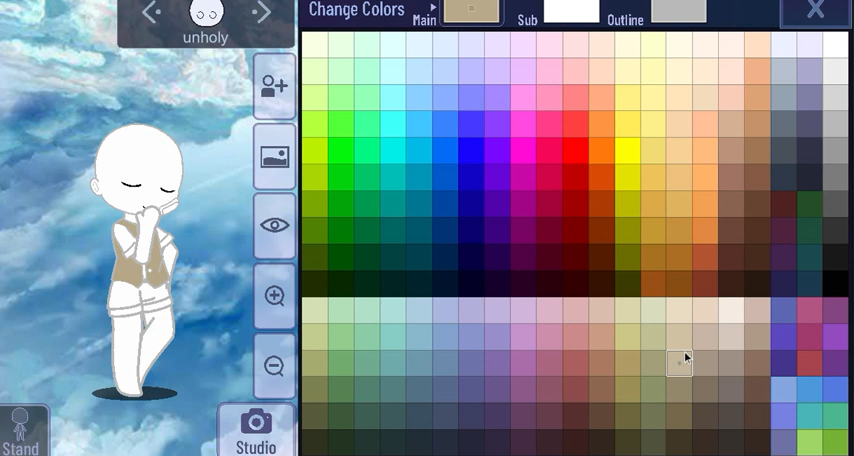 Change Colors
Main
Sub
Outline
X
unholy
Stand
Studio